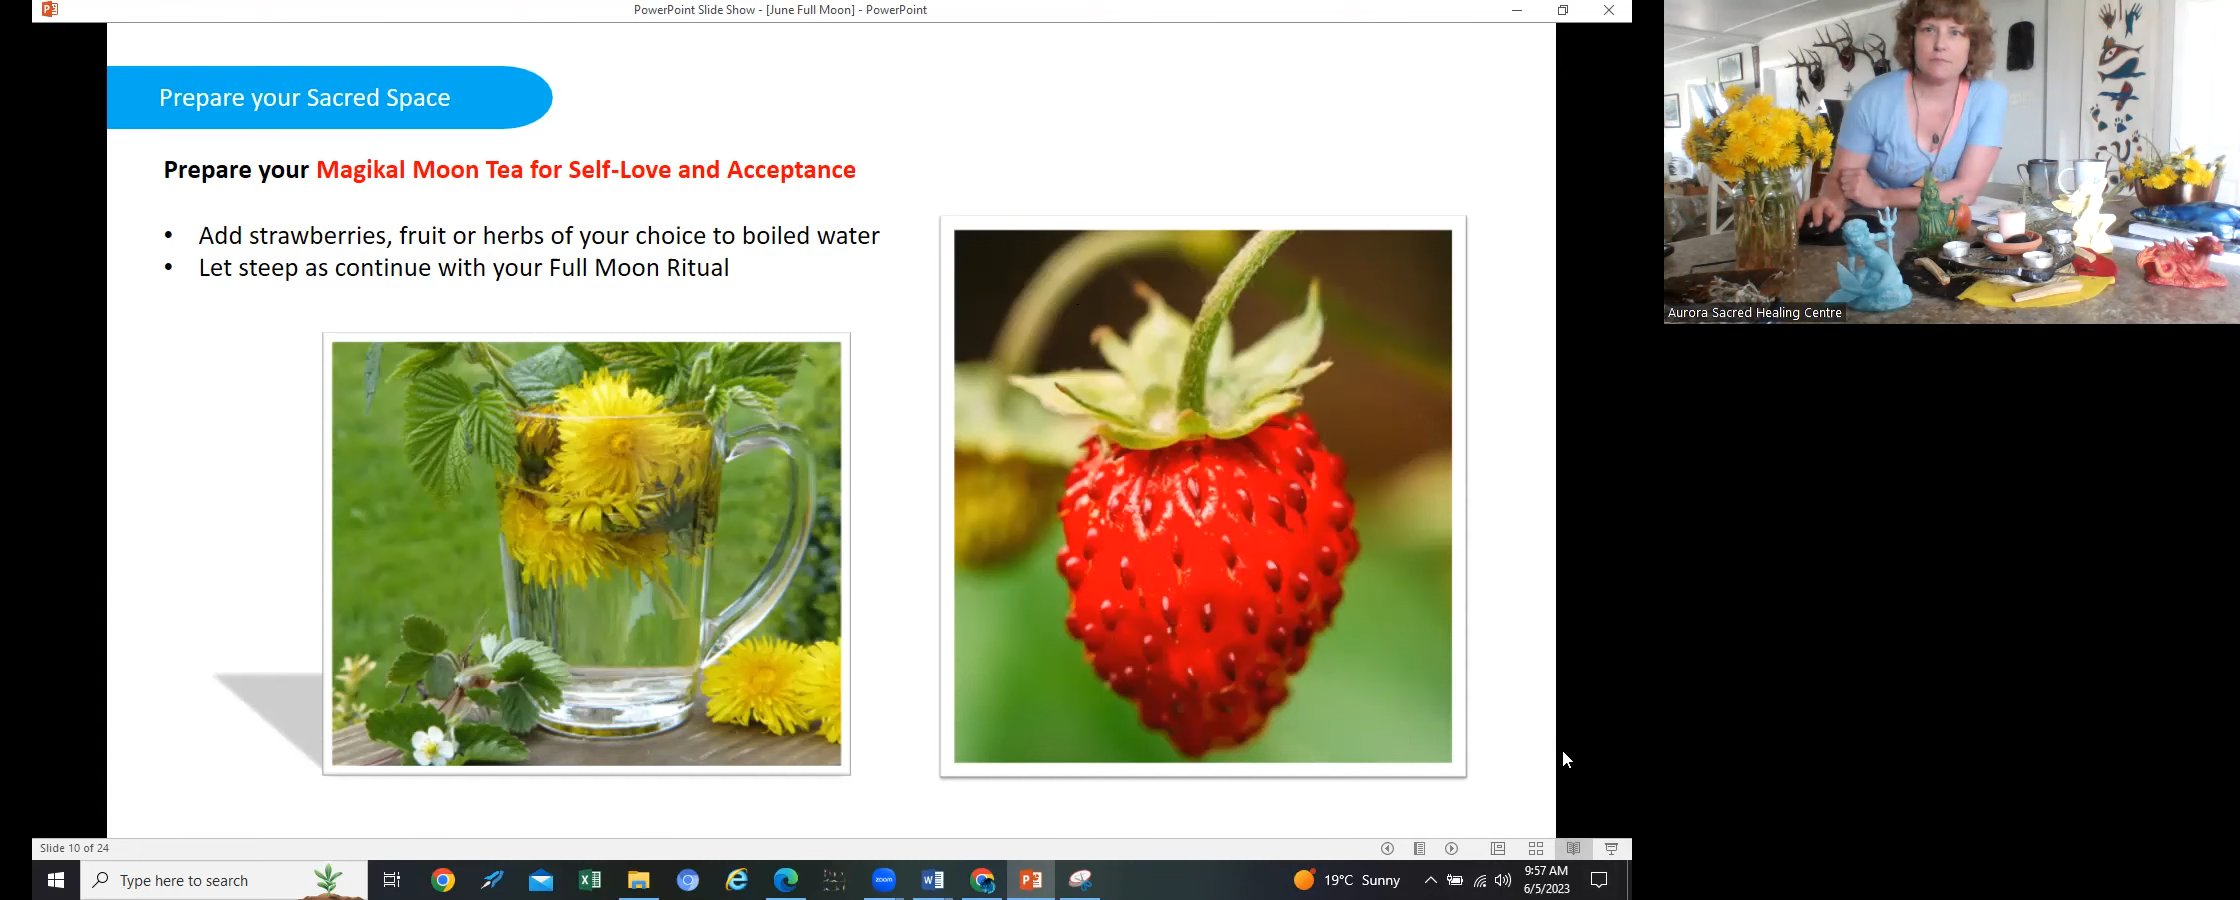 PowerPoint Slide Show - [June Full Moon] - PowerPoint
Prepare your Sacred Space
Prepare your Magikal Moon Tea for Self-Love and Acceptance
• Add strawberries, fruit or herbs of your choice to boiled water
• Let steep as continue with your Full Moon Ritual
Aurora Sacred Healing Centre
Slide 10 of 24
Type here to search
zoom
19°C Sunny
9:57 AM
6/5/2023